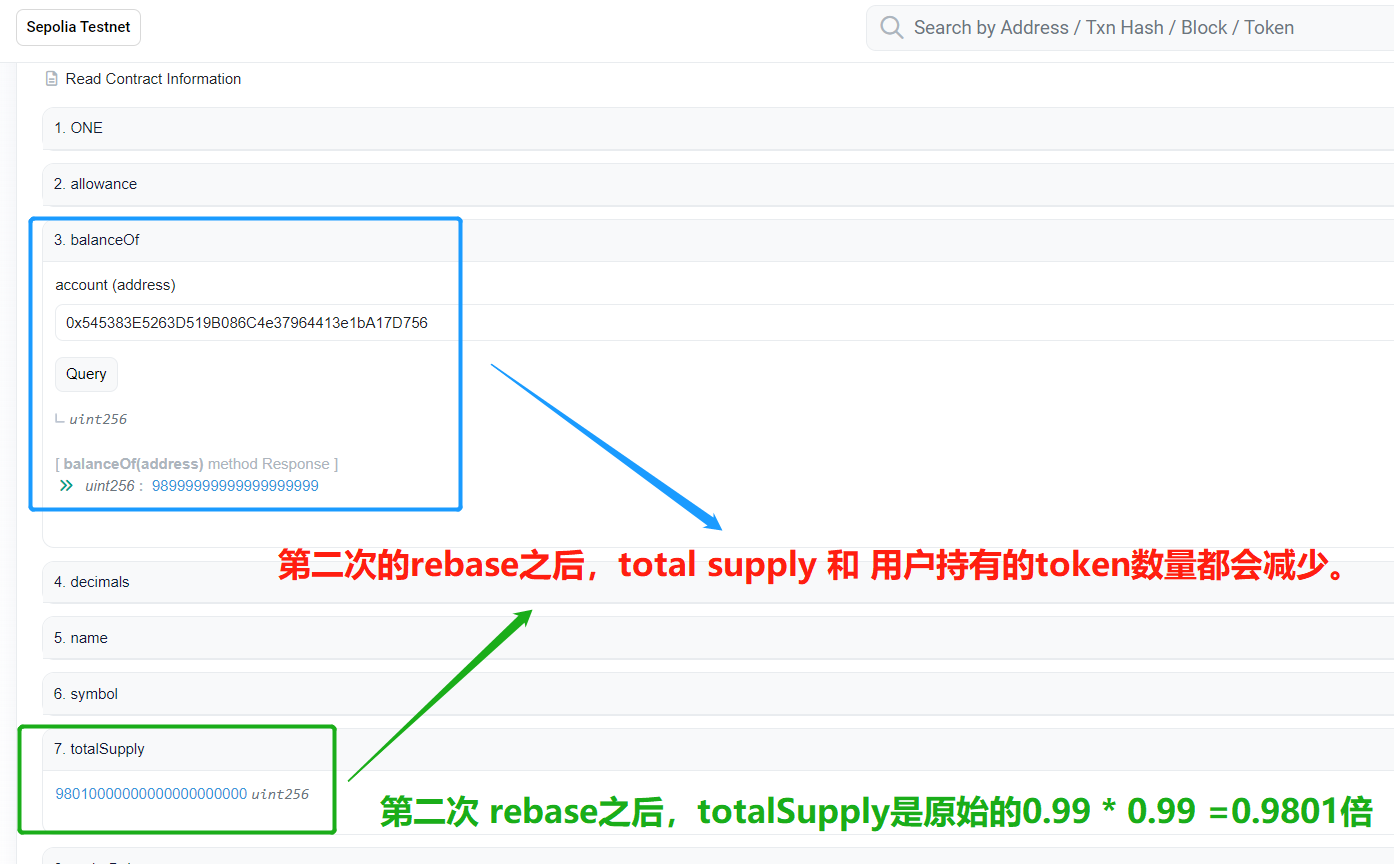 Sepolia Testnet
Search by Address / Txn Hash / Block / Token
Read Contract Information
1. ONE
2. allowance
3. balanceOf
account (address)
0x545383E5263D519B086C4e37964413e1bA17D756
Query
uint256
[ balanceOf(address) method Response ]
uint256 : 98999999999999999999
第二次的rebase之后，total supply 和 用户持有的token数量都会减少。
4. decimals
5. name
6. symbol
7. totalSupply
98010000000000000000000 uint256
第二次 rebase之后，totalSupply是原始的0.99 * 0.99 =0.9801倍